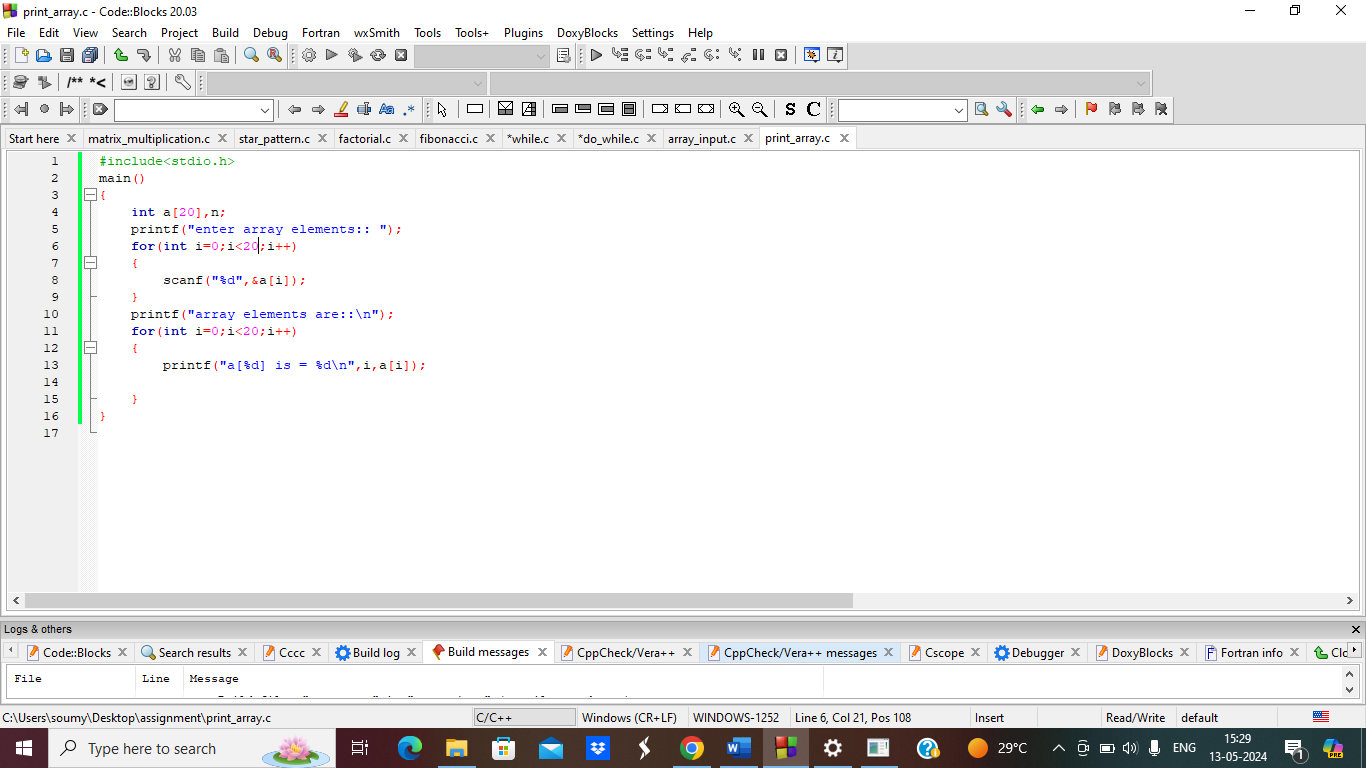 print_array.c - Code::Blocks 20.03
File Edit View Search Project Build Debug Fortran wxSmith Tools Tools+ Plugins DoxyBlocks Settings Help
/** *<
Aa .*
S C
Start here matrix_multiplication.c star_pattern.c factorial.c fibonacci.c *while.c *do_while.c array_input.c print_array.c
1 #include<stdio.h>
2 main()
3 {
4 int a[20],n;
5 printf("enter array elements:: ");
6 for(int i=0;i<20;i++)
7 {
8 scanf("%d",&a[i]);
9 }
10 printf("array elements are::\n");
11 for(int i=0;i<20;i++)
12 {
13 printf("a[%d] is = %d\n",i,a[i]);
14
15 }
16 }
17
Logs & others
Code::Blocks Search results Cccc Build log Build messages CppCheck/Vera++ CppCheck/Vera++ messages Cscope Debugger DoxyBlocks Fortran info
File Line Message
C:\Users\soumy\Desktop\assignment\print_array.c C/C++ Windows (CR+LF) WINDOWS-1252 Line 6, Col 21, Pos 108 Insert Read/Write default
Type here to search 29°C ENG 15:29
13-05-2024
1
PRE